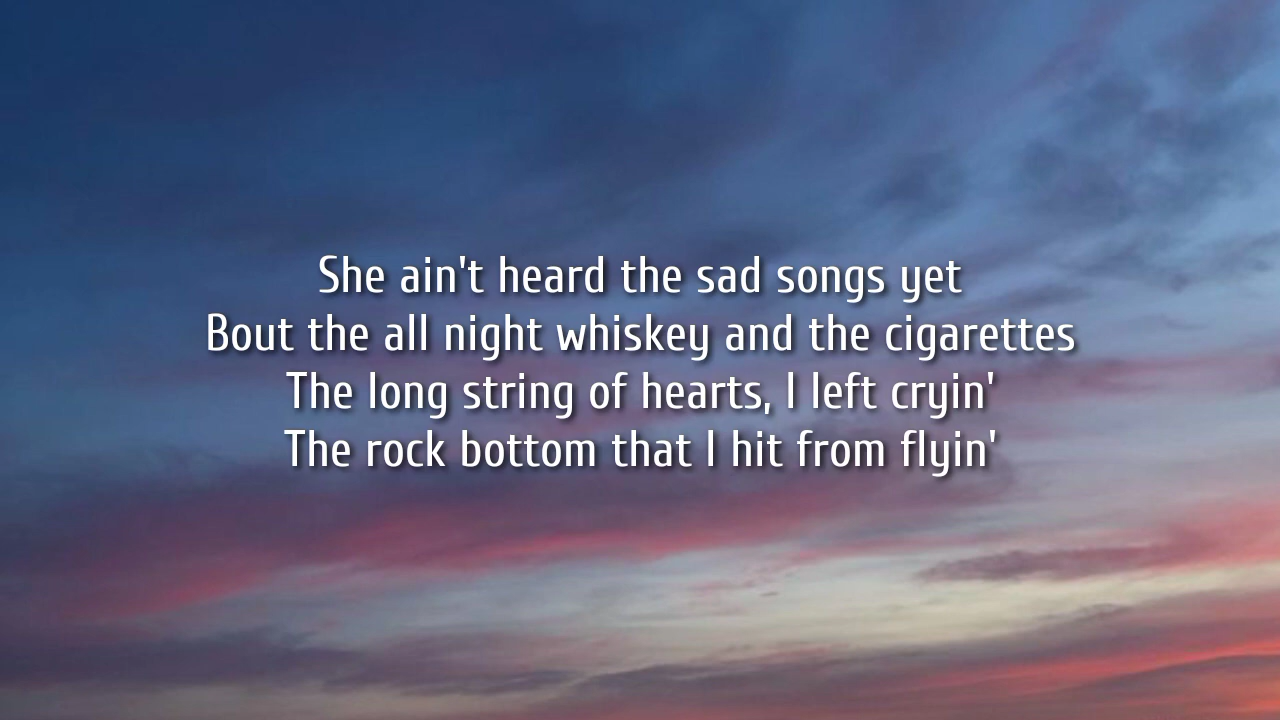 She ain't heard the sad songs yet
Bout the all night whiskey and the cigarettes
The long string of hearts, I left cryin'
The rock bottom that I hit from flyin'